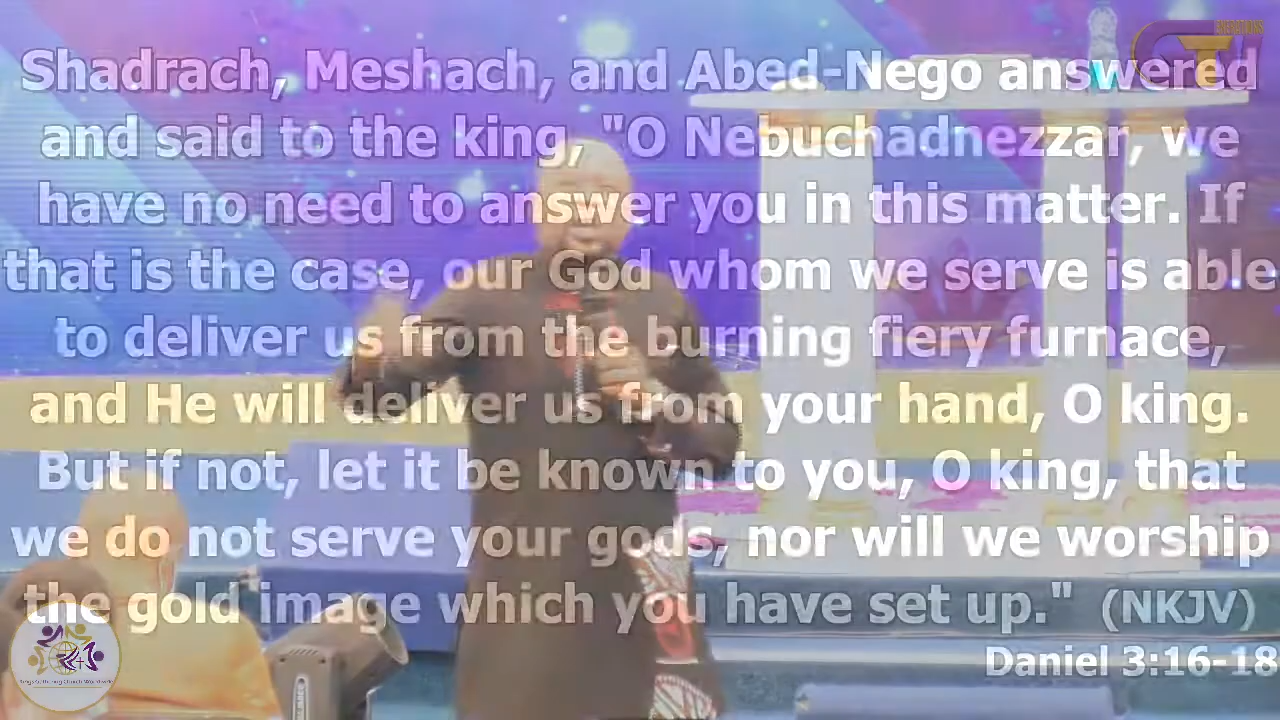 Shadrach, Meshach, and Abed-Nego answered
and said to the king, "O Nebuchadnezzar, we
have no need to answer you in this matter. If
that is the case, our God whom we serve is able
to deliver us from the burning fiery furnace,
and He will deliver us from your hand, O king.
But if not, let it be known to you, O king, that
we do not serve your gods, nor will we worship
the gold image which you have set up." (NKJV)
Daniel 3:16-18